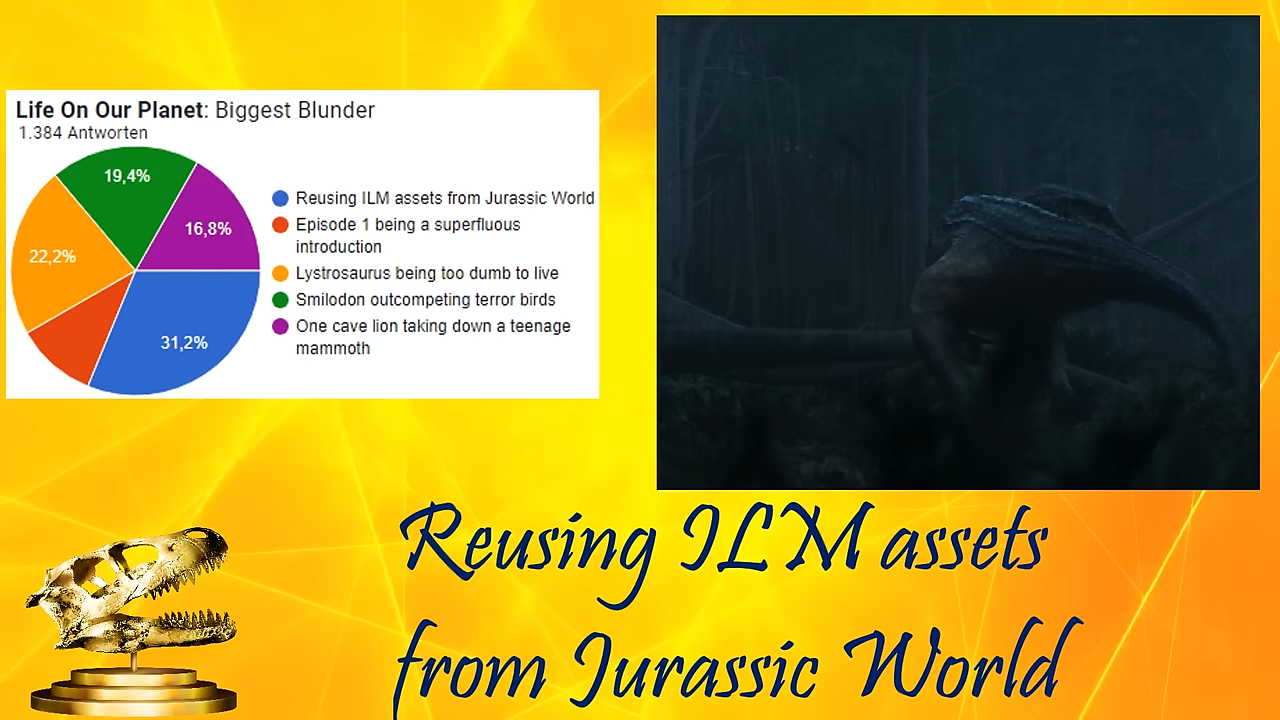 Life On Our Planet: Biggest Blunder
1.384 Antworten
19,4%
16,8%
22,2%
31,2%
Reusing ILM assets from Jurassic World
Episode 1 being a superfluous
introduction
Lystrosaurus being too dumb to live
Smilodon outcompeting terror birds
One cave lion taking down a teenage
mammoth
Reusing ILM assets
from Jurassic World